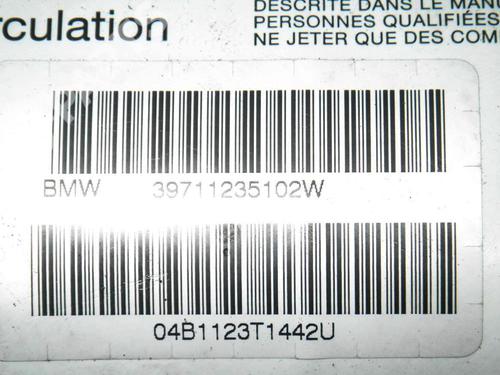 rculation
DESCRITE DANS LE MAN
PERSONNES QUALIFIÉES
NE JETER QUE DES COM
BMW 39711235102W
04B1123T1442U